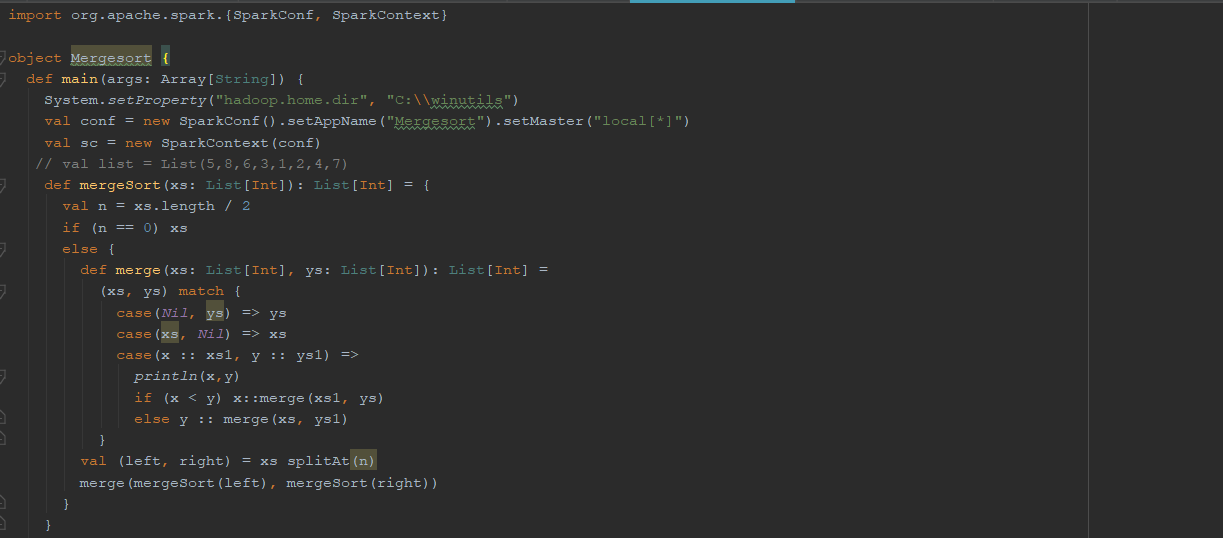 import org.apache.spark.{SparkConf, SparkContext}
object Mergesort {
def main(args: Array[String]) {
System.setProperty("hadoop.home.dir", "C:\\winutils")
val conf = new SparkConf().setAppName("Mergesort").setMaster("local[*]")
val sc = new SparkContext(conf)
// val list = List(5,8,6,3,1,2,4,7)
def mergeSort(xs: List[Int]): List[Int] = {
val n = xs.length / 2
if (n == 0) xs
else {
def merge(xs: List[Int], ys: List[Int]): List[Int] =
(xs, ys) match {
case(Nil, ys) => ys
case(xs, Nil) => xs
case(x :: xs1, y :: ys1) =>
println(x,y)
if (x < y) x::merge(xs1, ys)
else y :: merge(xs, ys1)
}
val (left, right) = xs splitAt(n)
merge(mergeSort(left), mergeSort(right))
}
}